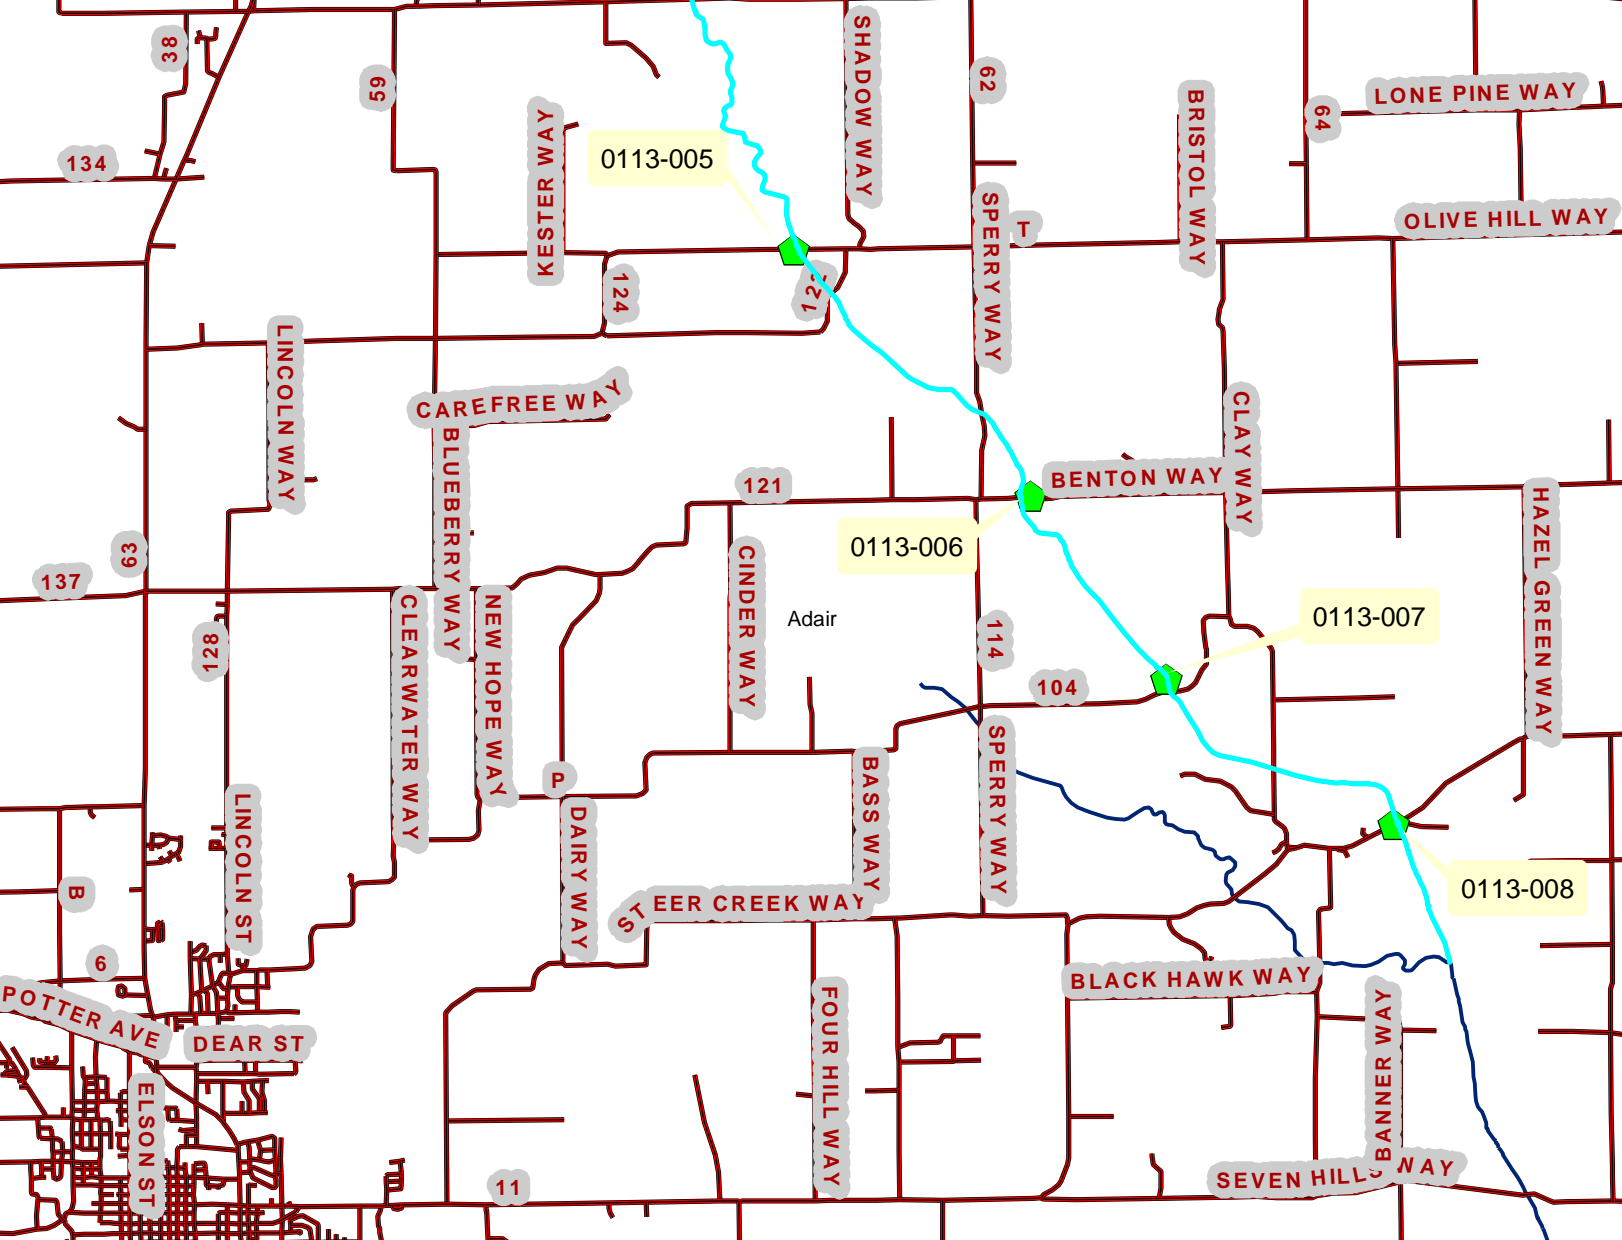 38
59
SHADOW WAY
62
64
LONE PINE WAY
134
KESTER WAY
0113-005
BRISTOL WAY
SPERRY WAY
T
OLIVE HILL WAY
124
LINCOLN WAY
CAREFREE WAY
BLUEBERRY WAY
121
BENTON WAY
CLAY WAY
HAZEL GREEN WAY
63
137
0113-006
CINDER WAY
Adair
CLEARWATER WAY
NEW HOPE WAY
128
114
104
0113-007
P
SPERRY WAY
BASS WAY
DAIRY WAY
LINCOLN ST
B
STEER CREEK WAY
0113-008
6
POTTER AVE
DEAR ST
BLACK HAWK WAY
FOUR HILL WAY
BANNER WAY
ELSON ST
11
SEVEN HILLS WAY